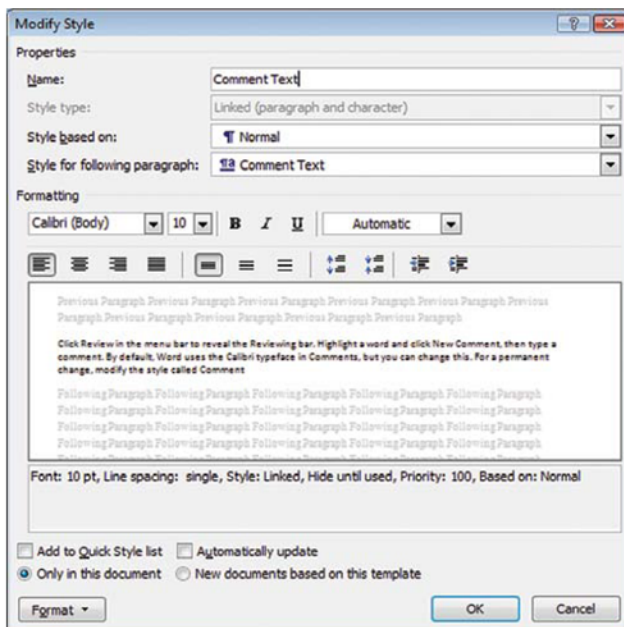 Modify Style
Properties
Name: Comment Text
Style type: Linked (paragraph and character)
Style based on: ¶ Normal
Style for following paragraph: ¶a Comment Text
Formatting
Calibri (Body) 10 B I U Automatic
Previous Paragraph Previous Paragraph Previous Paragraph Previous Paragraph Previous Paragraph Previous
Paragraph Previous Paragraph Previous Paragraph Previous Paragraph Previous Paragraph
Click Review in the menu bar to reveal the Reviewing bar. Highlight a word and click New Comment, then type a
comment. By default, Word uses the Calibri typeface in Comments, but you can change this. For a permanent
change, modify the style called Comment
Following Paragraph Following Paragraph Following Paragraph Following Paragraph Following Paragraph
Following Paragraph Following Paragraph Following Paragraph Following Paragraph Following Paragraph
Following Paragraph Following Paragraph Following Paragraph Following Paragraph Following Paragraph
Following Paragraph Following Paragraph Following Paragraph Following Paragraph Following Paragraph
Font: 10 pt, Line spacing: single, Style: Linked, Hide until used, Priority: 100, Based on: Normal
Add to Quick Style list Automatically update
Only in this document New documents based on this template
Format OK Cancel